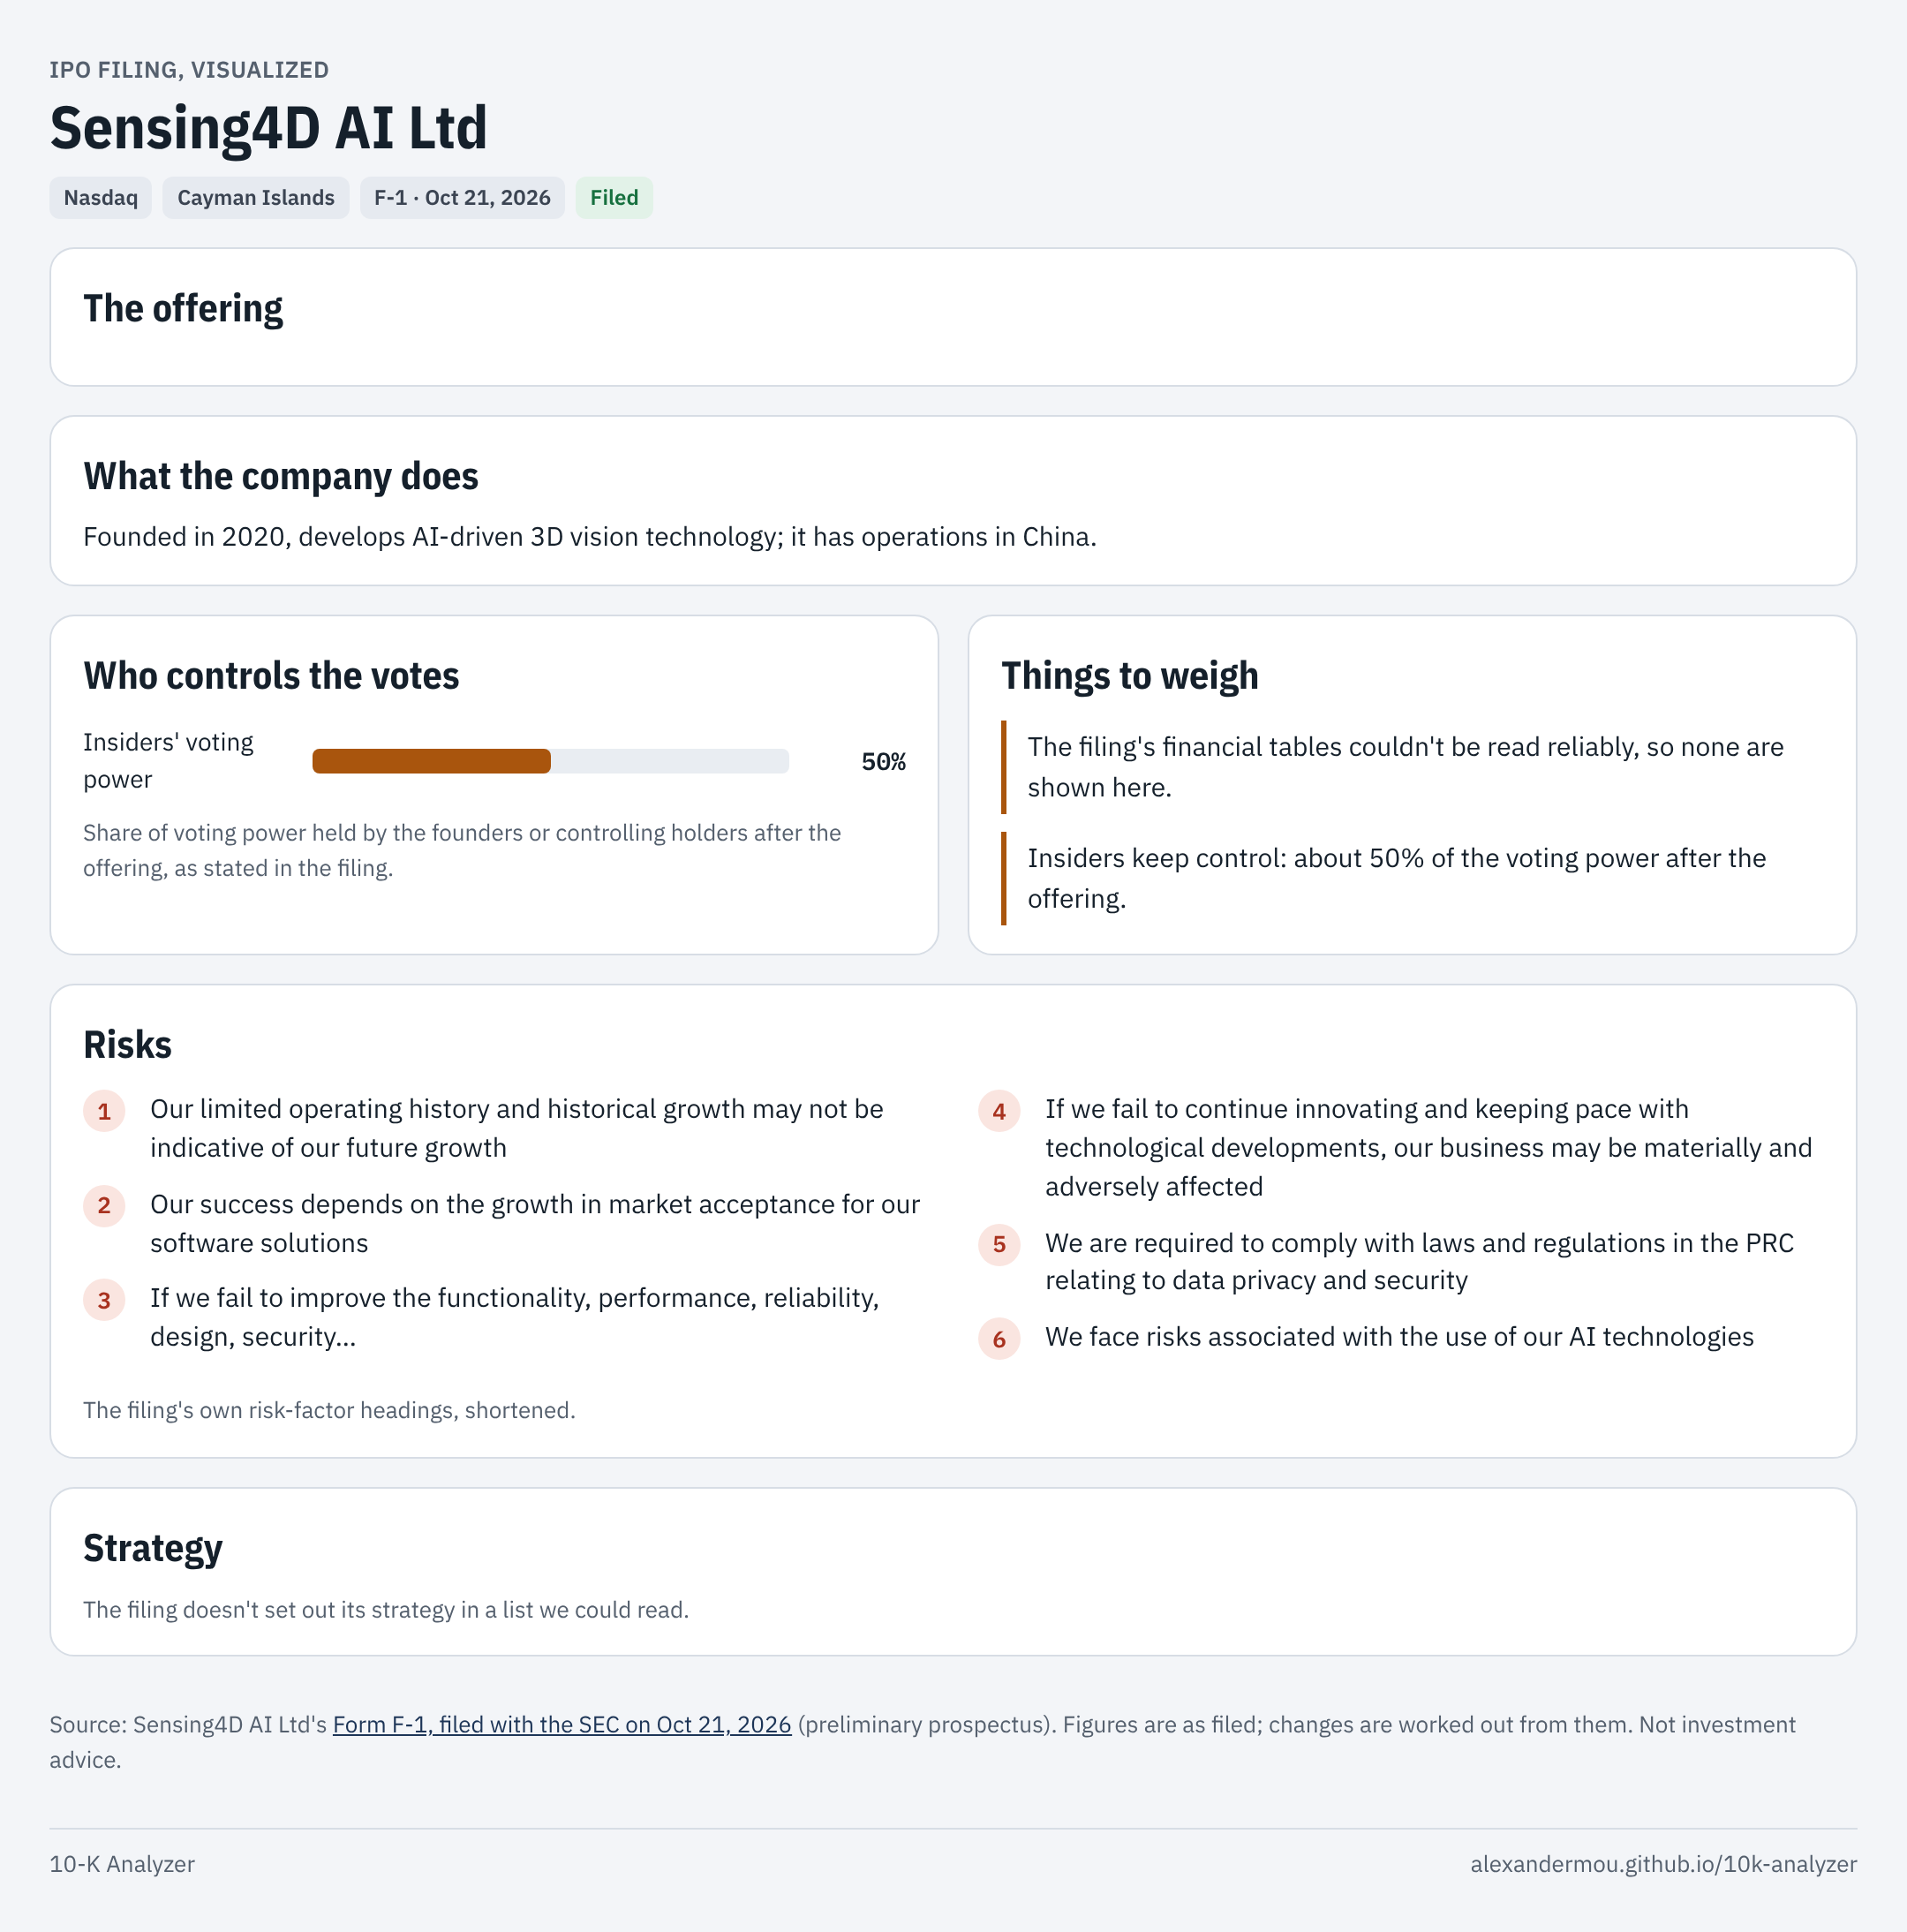 IPO FILING, VISUALIZED
Sensing4D AI Ltd
Nasdaq
Cayman Islands
F-1 · Oct 21, 2026
Filed
The offering
What the company does
Founded in 2020, develops AI-driven 3D vision technology; it has operations in China.
Who controls the votes
Insiders' voting
power
50%
Share of voting power held by the founders or controlling holders after the
offering, as stated in the filing.
Things to weigh
The filing's financial tables couldn't be read reliably, so none are
shown here.
Insiders keep control: about 50% of the voting power after the
offering.
Risks
1 Our limited operating history and historical growth may not be
indicative of our future growth
2 Our success depends on the growth in market acceptance for our
software solutions
3 If we fail to improve the functionality, performance, reliability,
design, security...
4 If we fail to continue innovating and keeping pace with
technological developments, our business may be materially and
adversely affected
5 We are required to comply with laws and regulations in the PRC
relating to data privacy and security
6 We face risks associated with the use of our AI technologies
The filing's own risk-factor headings, shortened.
Strategy
The filing doesn't set out its strategy in a list we could read.
Source: Sensing4D AI Ltd's Form F-1, filed with the SEC on Oct 21, 2026 (preliminary prospectus). Figures are as filed; changes are worked out from them. Not investment
advice.
10-K Analyzer
alexandermou.github.io/10k-analyzer